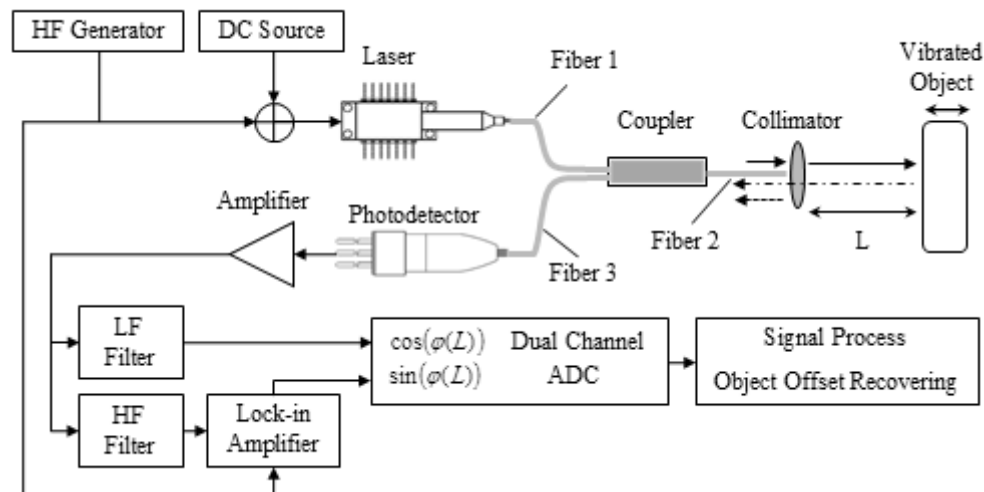 HF Generator
DC Source
Laser
Fiber 1
Vibrated
Object
Coupler
Collimator
Amplifier
Photodetector
Fiber 2
L
Fiber 3
LF
Filter
cos(φ(L)) Dual Channel
sin(φ(L)) ADC
Signal Process
Object Offset Recovering
HF
Filter
Lock-in
Amplifier